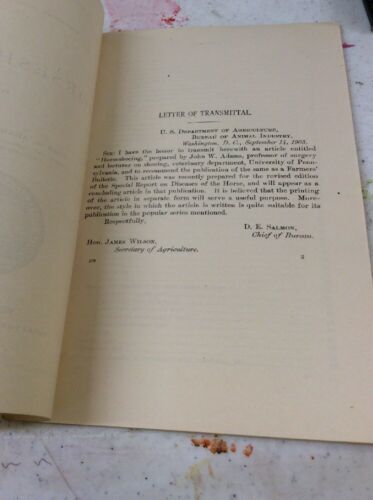 LETTER OF TRANSMITTAL.
U. S. DEPARTMENT OF AGRICULTURE,
BUREAU OF ANIMAL INDUSTRY,
Washington, D. C., September 14, 1903.
SIR: I have the honor to transmit herewith an article entitled
"Horseshoeing," prepared by John W. Adams, professor of surgery
and lecturer on shoeing, veterinary department, University of Penn-
sylvania, and to recommend the publication of the same as a Farmers'
Bulletin. This article was recently prepared for the revised edition
of the Special Report on Diseases of the Horse, and will appear as a
concluding article in that publication. It is believed that the printing
of the article in separate form will serve a useful purpose. More-
over, the style in which the article is written is quite suitable for its
publication in the popular series mentioned.
Respectfully,
D. E. SALMON,
Chief of Bureau.
Hon. JAMES WILSON,
Secretary of Agriculture.